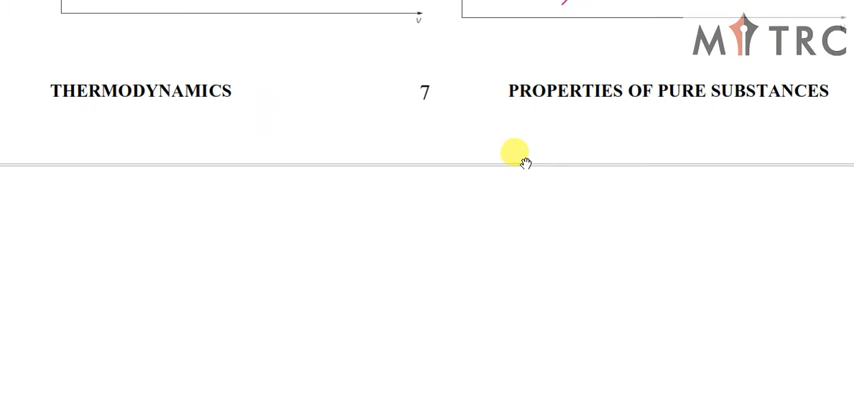 v
MITRC
THERMODYNAMICS 7 PROPERTIES OF PURE SUBSTANCES